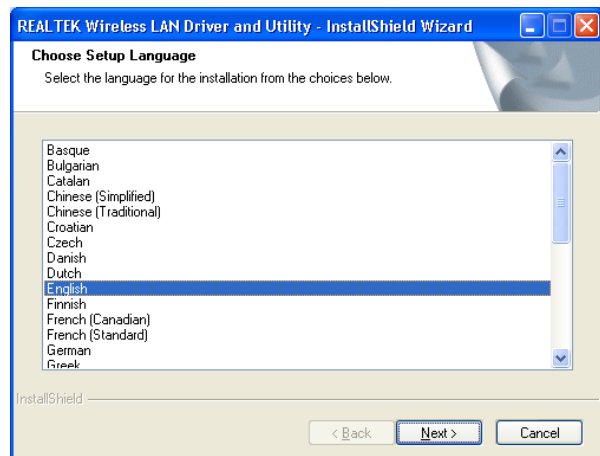 REALTEK Wireless LAN Driver and Utility - InstallShield Wizard
Choose Setup Language
Select the language for the installation from the choices below.
Basque
Bulgarian
Catalan
Chinese (Simplified)
Chinese (Traditional)
Croatian
Czech
Danish
Dutch
English
Finnish
French (Canadian)
French (Standard)
German
Greek
InstallShield
< Back Next > Cancel